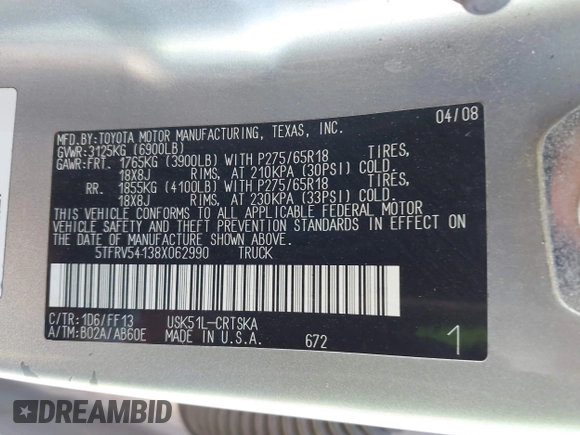 04/08
MFD.BY:TOYOTA MOTOR MANUFACTURING, TEXAS, INC.
GVWR:3125KG (6900LB)
GAWR:FRT. 1765KG (3900LB) WITH P275/65R18 TIRES,
18X8J RIMS, AT 210KPA (30PSI) COLD
RR. 1855KG (4100LB) WITH P275/65R18 TIRES,
18X8J RIMS, AT 230KPA (33PSI) COLD
THIS VEHICLE CONFORMS TO ALL APPLICABLE FEDERAL MOTOR
VEHICLE SAFETY AND THEFT PREVENTION STANDARDS IN EFFECT
ON THE DATE OF MANUFACTURE SHOWN ABOVE.
5TFRV54138X062990 TRUCK
C/TR:1D6/FF13 USK51L-CRTSKA
A/TM:B02A/AB60E MADE IN U.S.A. 672 1
DREAMBID